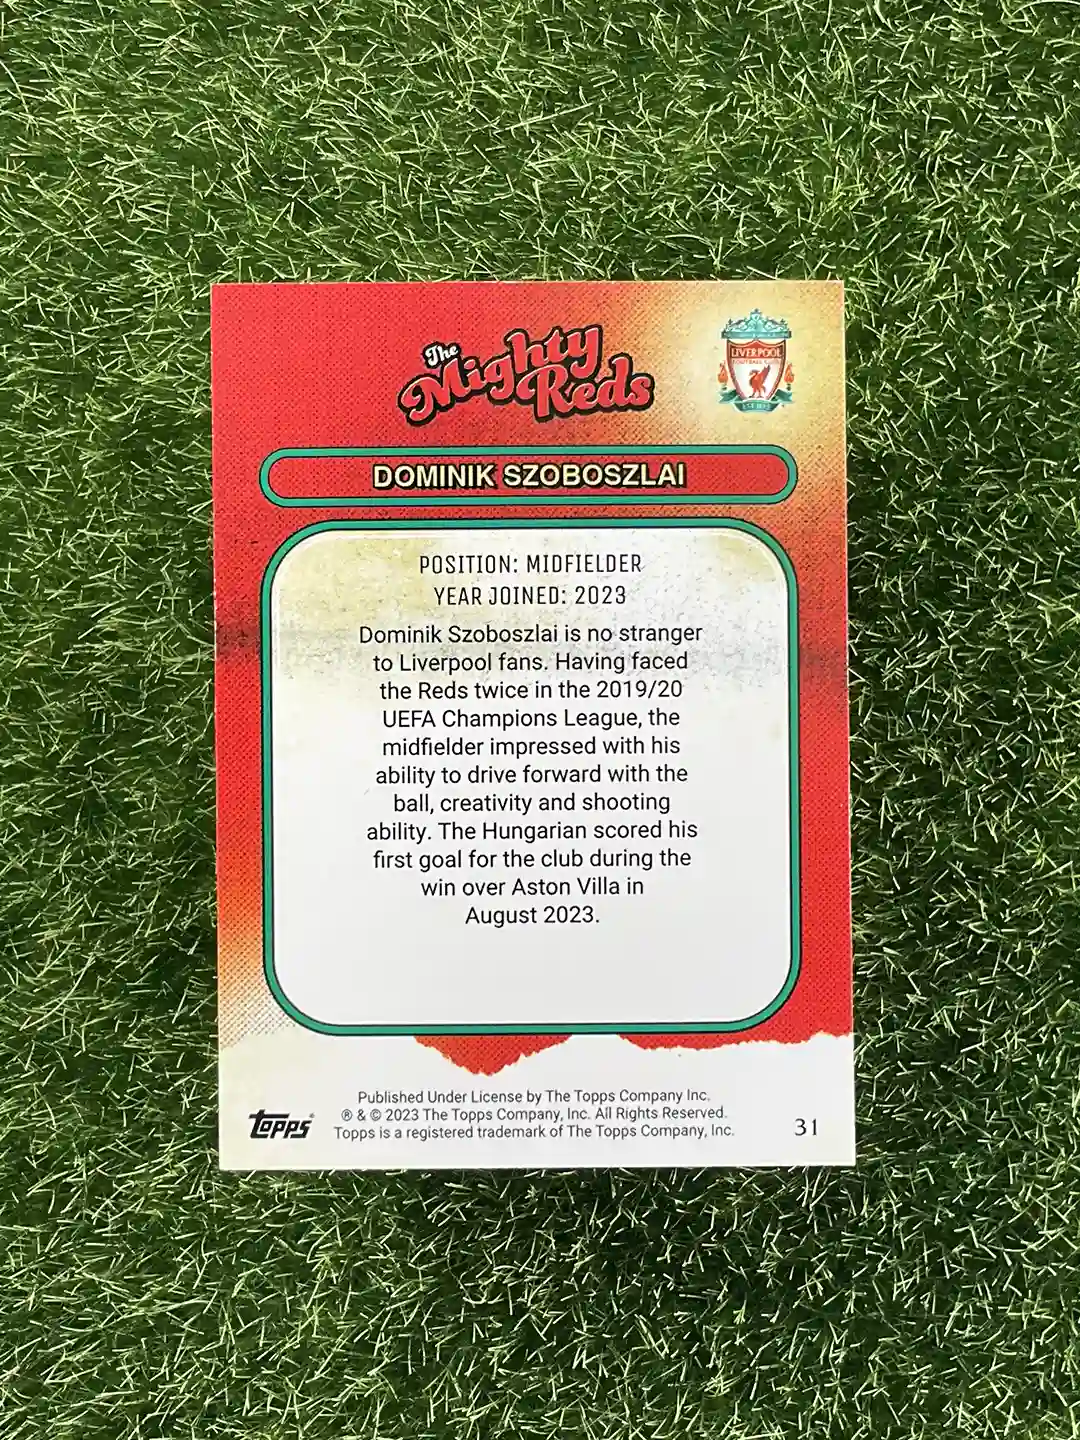 The
Mighty
Reds
LIVERPOOL
FOOTBALL CLUB
DOMINIK SZOBOSZLAI
POSITION: MIDFIELDER
YEAR JOINED: 2023
Dominik Szoboszlai is no stranger
to Liverpool fans. Having faced
the Reds twice in the 2019/20
UEFA Champions League, the
midfielder impressed with his
ability to drive forward with the
ball, creativity and shooting
ability. The Hungarian scored his
first goal for the club during the
win over Aston Villa in
August 2023.
Published Under License by The Topps Company Inc.
® & © 2023 The Topps Company, Inc. All Rights Reserved.
Topps is a registered trademark of The Topps Company, Inc.
Topps®
31